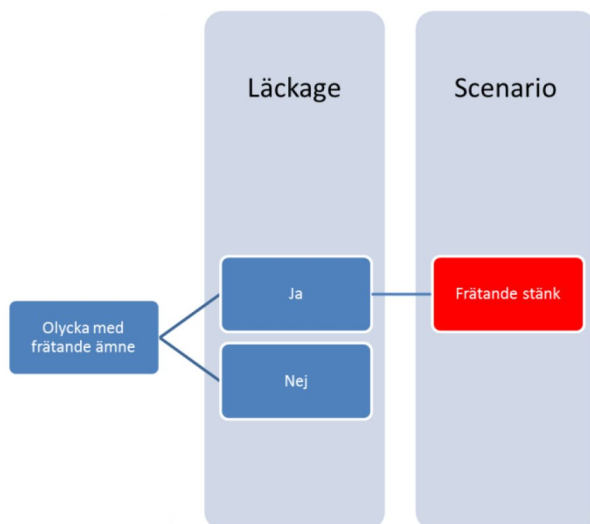 Läckage
Scenario
Ja
Frätande stänk
Olycka med
frätande ämne
Nej